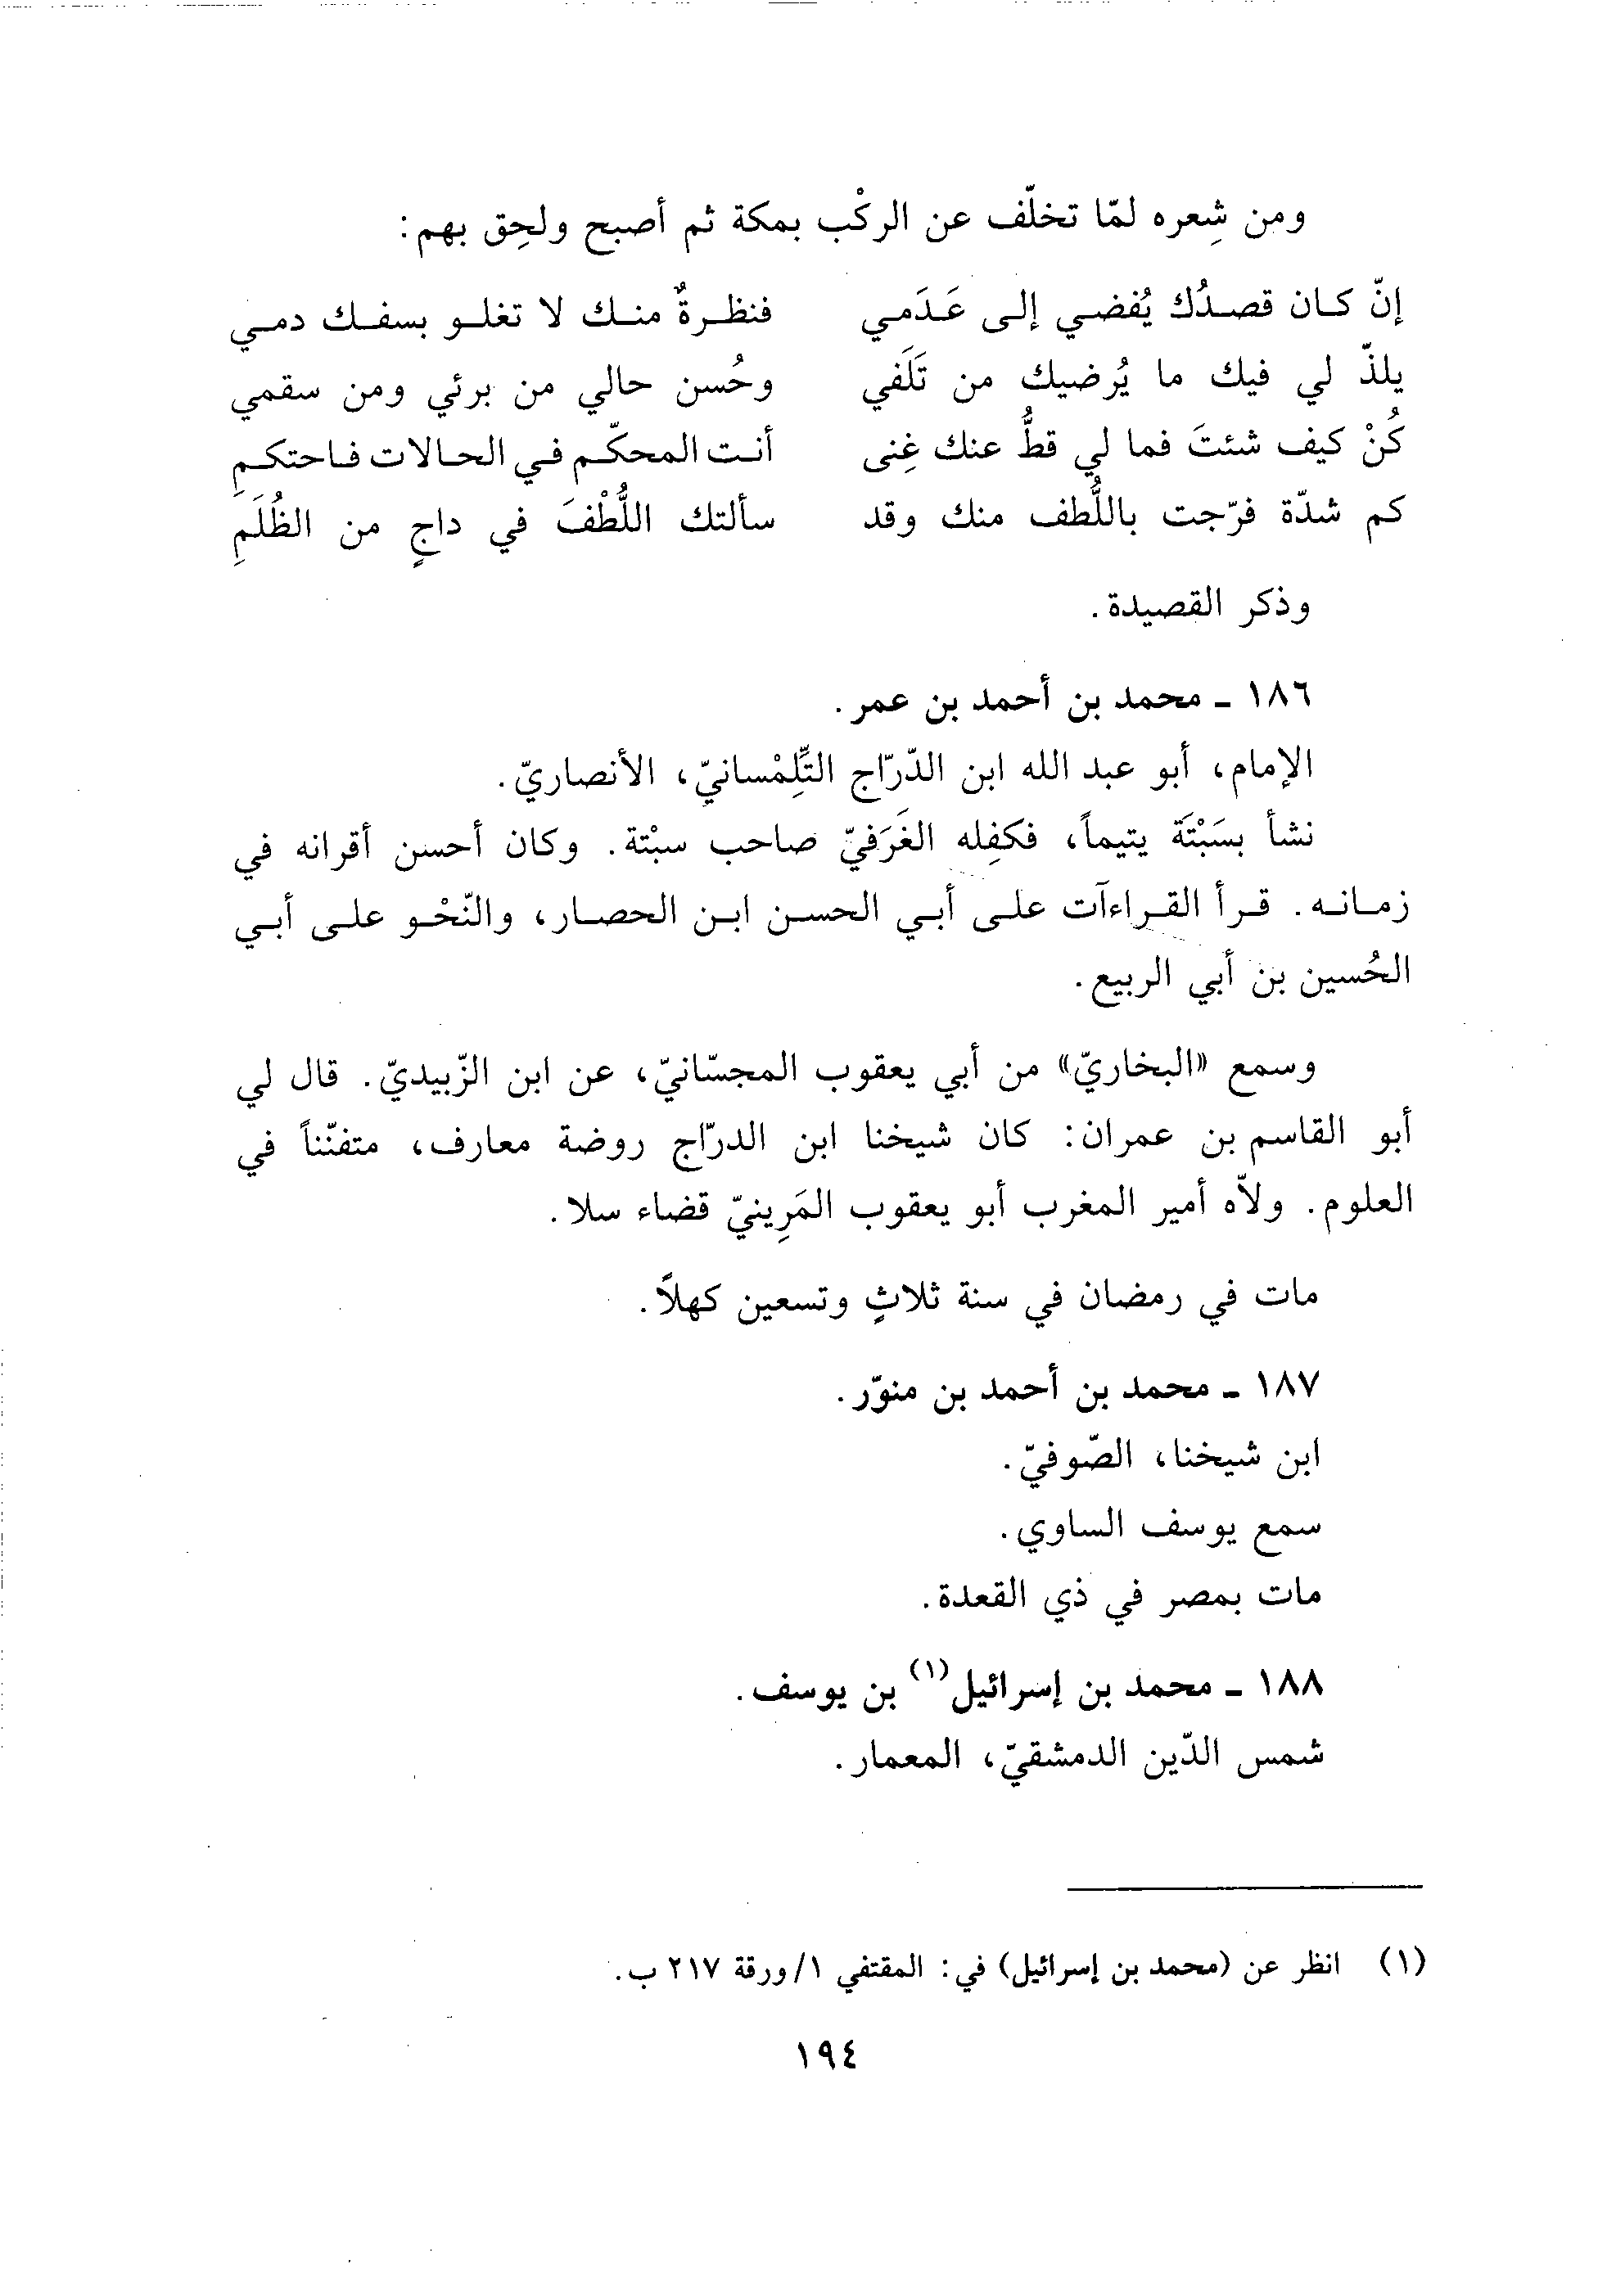 ومن شِعره لمّا تخلّف عن الركْب بمكة ثم أصبح ولحِق بهم:
إنّ كان قصدُك يُفضي إلى عَدَمي فنظرةٌ منك لا تغلو بسفك دمي
يلذّ لي فيك ما يُرضيك من تَلَفي وحُسن حالي من برئي ومن سقمي
كُنْ كيف شئتَ فما لي قطُّ عنك غِنى أنت المحكّم في الحالات فاحتكمِ
كم شدّة فرّجت باللُّطف منك وقد سألتك اللُّطْفَ في داجٍ من الظُلَمِ
وذكر القصيدة.
١٨٦ ـ محمد بن أحمد بن عمر.
الإمام، أبو عبد الله ابن الدّرّاج التِّلِمْسانيّ، الأنصاريّ.
نشأ بسَبْتَة يتيماً، فكفِله الغَرَفيّ صاحب سبْتة. وكان أحسن أقرانه في
زمانه. قرأ القراءآت على أبي الحسن ابن الحصار، والنّحْو على أبي
الحُسين بن أبي الربيع.
وسمع «البخاريّ» من أبي يعقوب المجسّانيّ، عن ابن الزّبيديّ. قال لي
أبو القاسم بن عمران: كان شيخنا ابن الدرّاج روضة معارف، متفنّناً في
العلوم. ولاّه أمير المغرب أبو يعقوب المَرِينيّ قضاء سلا.
مات في رمضان في سنة ثلاثٍ وتسعين كهلاً.
١٨٧ ـ محمد بن أحمد بن منوّر.
ابن شيخنا، الصّوفيّ.
سمع يوسف الساوي.
مات بمصر في ذي القعدة.
١٨٨ ـ محمد بن إسرائيل(١) بن يوسف.
شمس الدّين الدمشقيّ، المعمار.
(١) انظر عن (محمد بن إسرائيل) في: المقتفي ١/ورقة ٢١٧ ب.
١٩٤